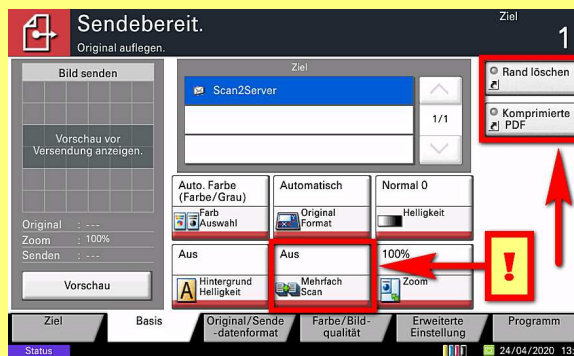 Sendebereit.
Original auflegen.
Ziel
1
Bild senden
Vorschau vor
Versendung anzeigen.
Original : ---
Zoom : 100%
Senden : ---
Vorschau
Ziel
Scan2Server
1/1
Rand löschen
Komprimierte
PDF
Auto. Farbe
(Farbe/Grau)
Farb
Auswahl
Automatisch
Original
Format
Normal 0
Helligkeit
Aus
A
Hintergrund
Helligkeit
Aus
Mehrfach
Scan
100%
Zoom
!
Ziel
Basis
Original/Sende
-datenformat
Farbe/Bild-
qualität
Erweiterte
Einstellung
Programm
Status
24/04/2020